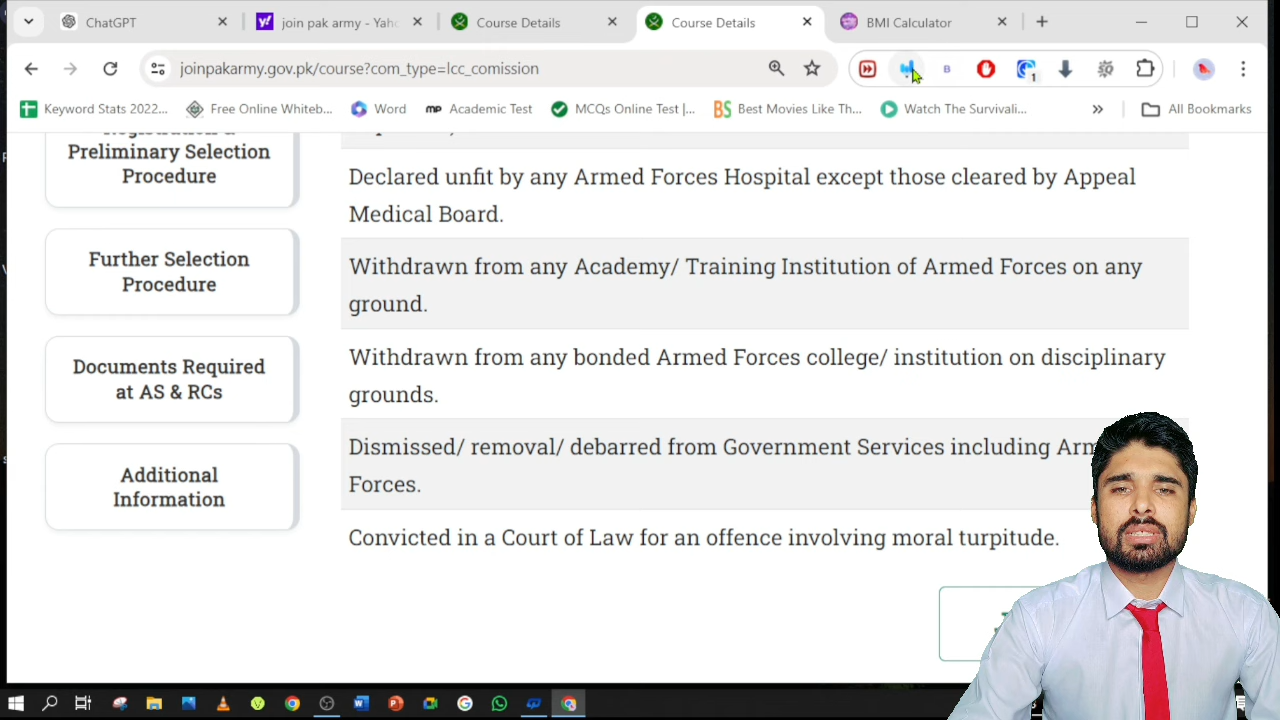 ChatGPT
join pak army - Yaho
Course Details
Course Details
BMI Calculator
joinpakarmy.gov.pk/course?com_type=lcc_comission
B
1
Keyword Stats 2022...
Free Online Whiteb...
Word
MP Academic Test
MCQs Online Test |...
BS Best Movies Like Th...
Watch The Survivali...
All Bookmarks
Registration &
Preliminary Selection
Procedure
Further Selection
Procedure
Documents Required
at AS & RCs
Additional
Information
Declared unfit by any Armed Forces Hospital except those cleared by Appeal
Medical Board.
Withdrawn from any Academy/ Training Institution of Armed Forces on any
ground.
Withdrawn from any bonded Armed Forces college/ institution on disciplinary
grounds.
Dismissed/ removal/ debarred from Government Services including Arm
Forces.
Convicted in a Court of Law for an offence involving moral turpitude.